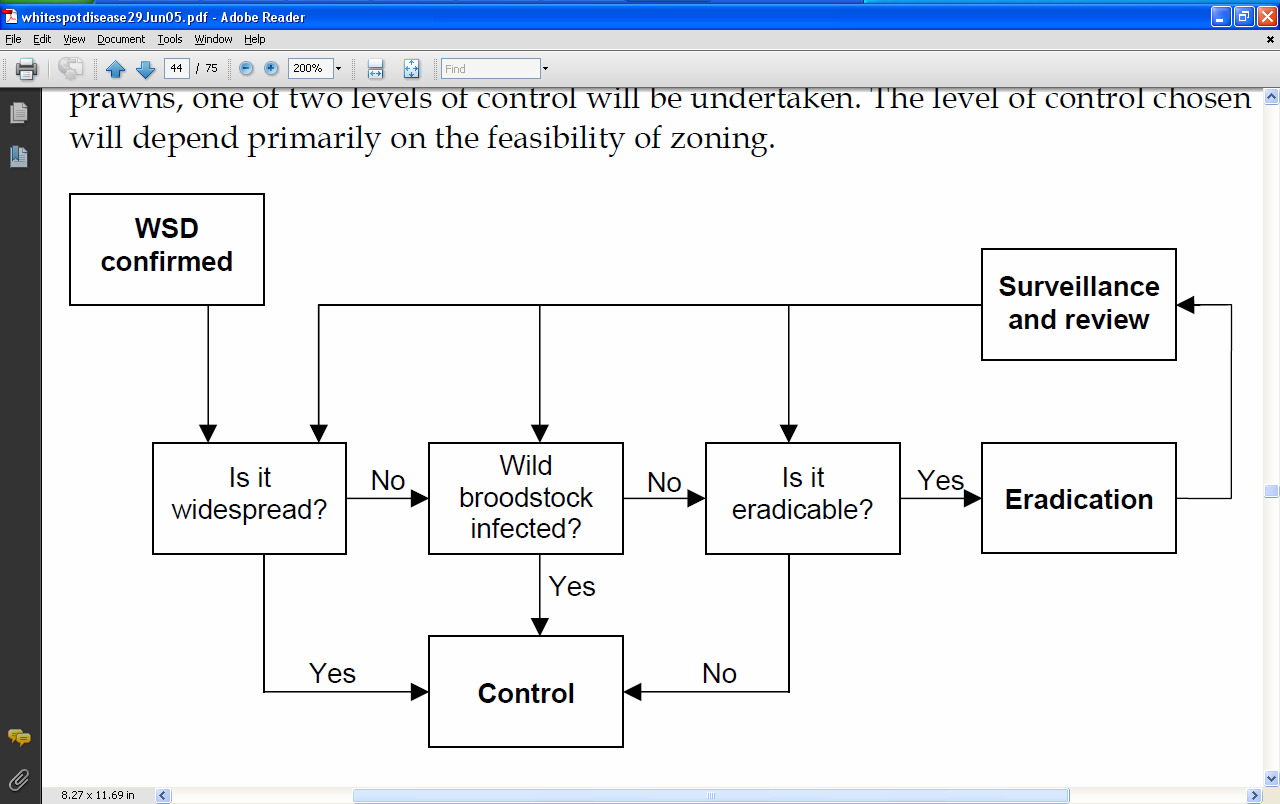 whitespotdisease29Jun05.pdf - Adobe Reader
File Edit View Document Tools Window Help
44 / 75 200% Find
prawns, one of two levels of control will be undertaken. The level of control chosen
will depend primarily on the feasibility of zoning.
WSD
confirmed
Surveillance
and review
Is it
widespread?
No
Wild
broodstock
infected?
No
Is it
eradicable?
Yes
Eradication
Yes
Yes
Control
No
8.27 x 11.69 in